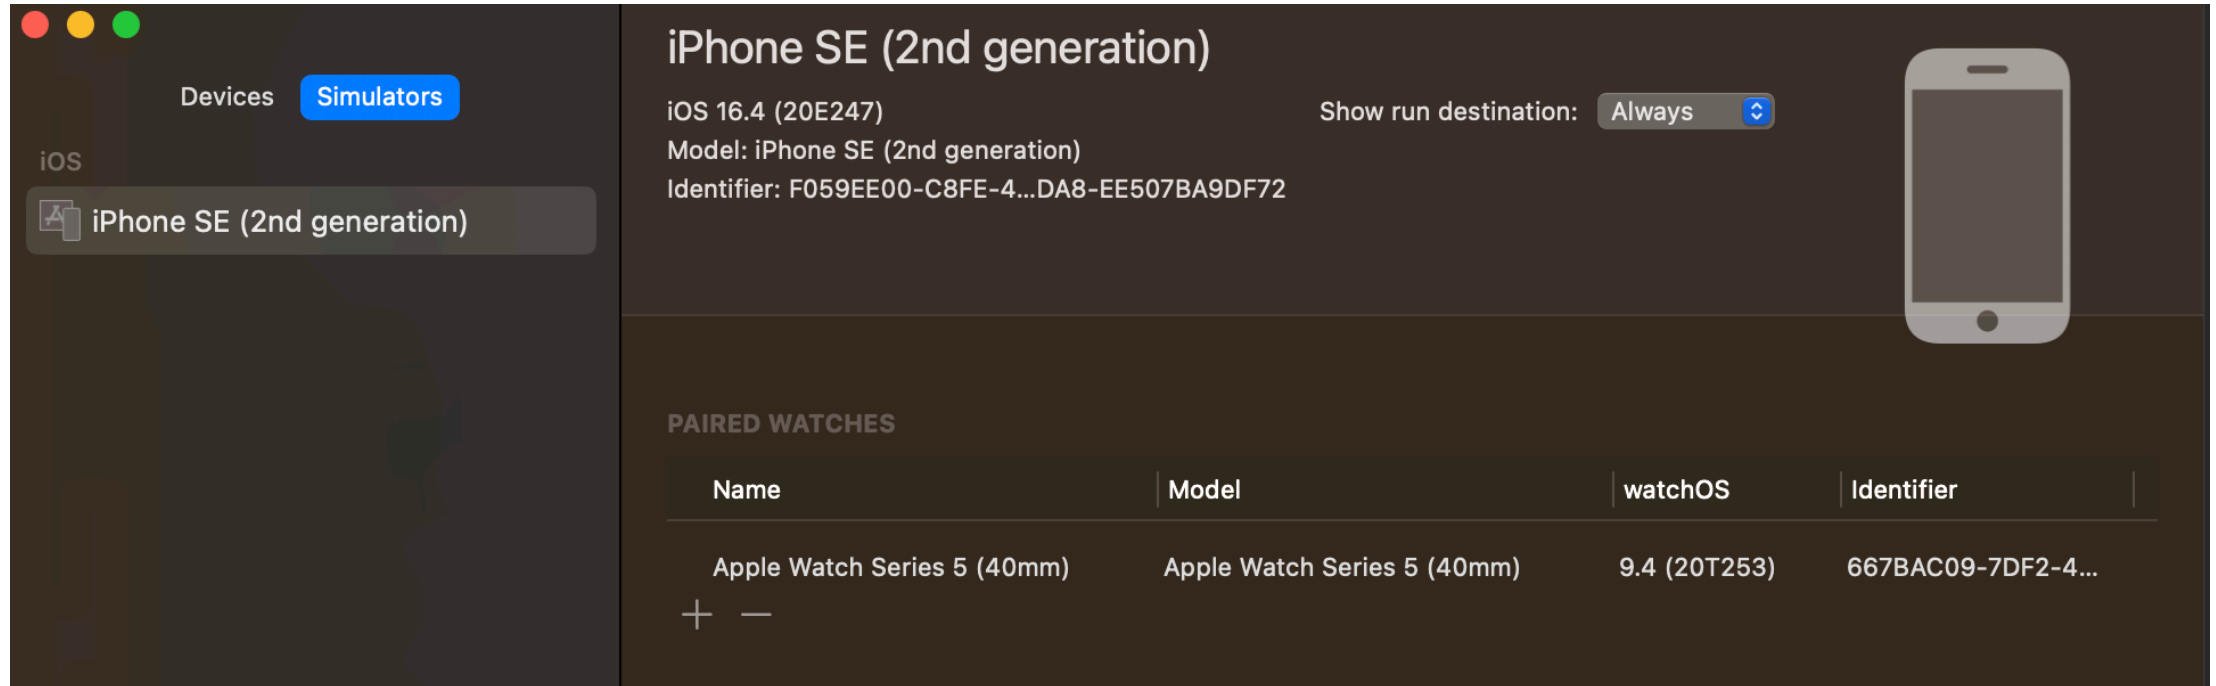 Devices Simulators
iOS
iPhone SE (2nd generation)
iPhone SE (2nd generation)
iOS 16.4 (20E247)
Show run destination: Always
Model: iPhone SE (2nd generation)
Identifier: F059EE00-C8FE-4...DA8-EE507BA9DF72
PAIRED WATCHES
Name Model watchOS Identifier
Apple Watch Series 5 (40mm) Apple Watch Series 5 (40mm) 9.4 (20T253) 667BAC09-7DF2-4...